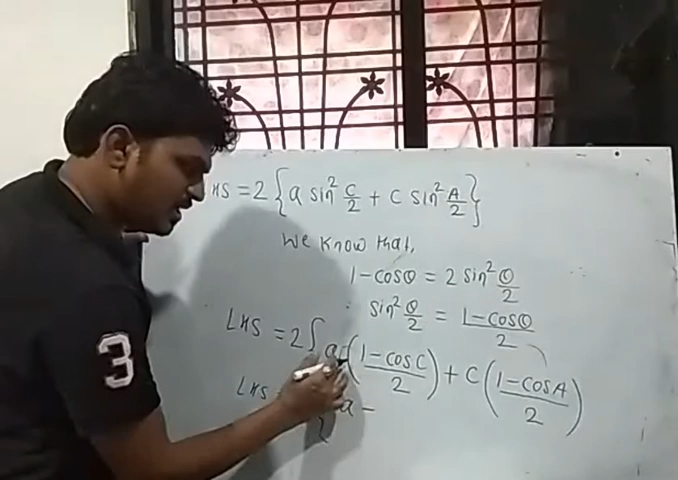 HS = 2 { a sin² C/2 + c sin² A/2 }
We know that,
1 - cosθ = 2 sin² θ/2
sin² θ/2 = 1 - cosθ / 2
LHS = 2 { a (1 - cosC / 2) + c (1 - cosA / 2)
LHS = a -
2
3